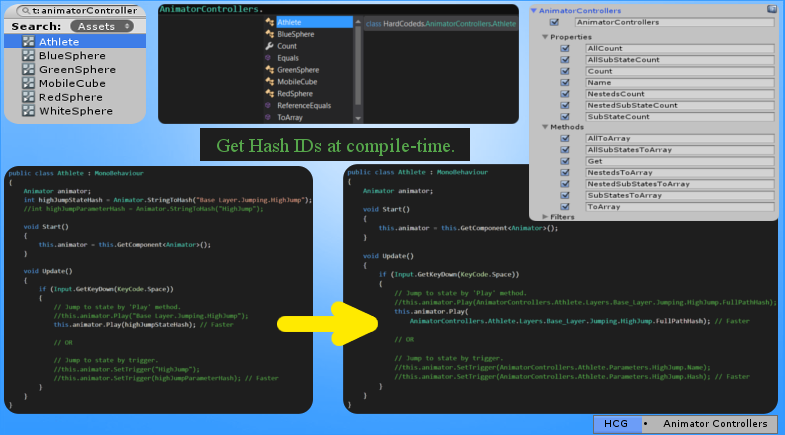 t:animatorController
Search: Assets
Athlete
BlueSphere
GreenSphere
MobileCube
RedSphere
WhiteSphere
AnimatorControllers.
Athlete
BlueSphere
Count
Equals
GreenSphere
MobileCube
RedSphere
ReferenceEquals
ToArray
class HardCodeds.AnimatorControllers.Athlete
AnimatorControllers
AnimatorControllers
Properties
AllCount
AllSubStateCount
Count
Name
NestedsCount
NestedSubStateCount
SubStateCount
Methods
AllToArray
AllSubStatesToArray
Get
NestedsToArray
NestedSubStatesToArray
SubStatesToArray
ToArray
Filters
Get Hash IDs at compile-time.
public class Athlete : MonoBehaviour
{
Animator animator;
int highJumpStateHash = Animator.StringToHash("Base Layer.Jumping.HighJump");
//int highJumpParameterHash = Animator.StringToHash("HighJump");
void Start()
{
this.animator = this.GetComponent<Animator>();
}
void Update()
{
if (Input.GetKeyDown(KeyCode.Space))
{
// Jump to state by 'Play' method.
//this.animator.Play("Base Layer.Jumping.HighJump");
this.animator.Play(highJumpStateHash); // Faster
// OR
// Jump to state by trigger.
//this.animator.SetTrigger("HighJump");
//this.animator.SetTrigger(highJumpParameterHash); // Faster
}
}
}
public class Athlete : MonoBehaviour
{
Animator animator;
void Start()
{
this.animator = this.GetComponent<Animator>();
}
void Update()
{
if (Input.GetKeyDown(KeyCode.Space))
{
// Jump to state by 'Play' method.
//this.animator.Play(AnimatorControllers.Athlete.Layers.Base_Layer.Jumping.HighJump.FullPath);
this.animator.Play(
AnimatorControllers.Athlete.Layers.Base_Layer.Jumping.HighJump.FullPathHash); // Faster
// OR
// Jump to state by trigger.
//this.animator.SetTrigger(AnimatorControllers.Athlete.Parameters.HighJump.Name);
//this.animator.SetTrigger(AnimatorControllers.Athlete.Parameters.HighJump.Hash); // Faster
}
}
}
HCG • Animator Controllers